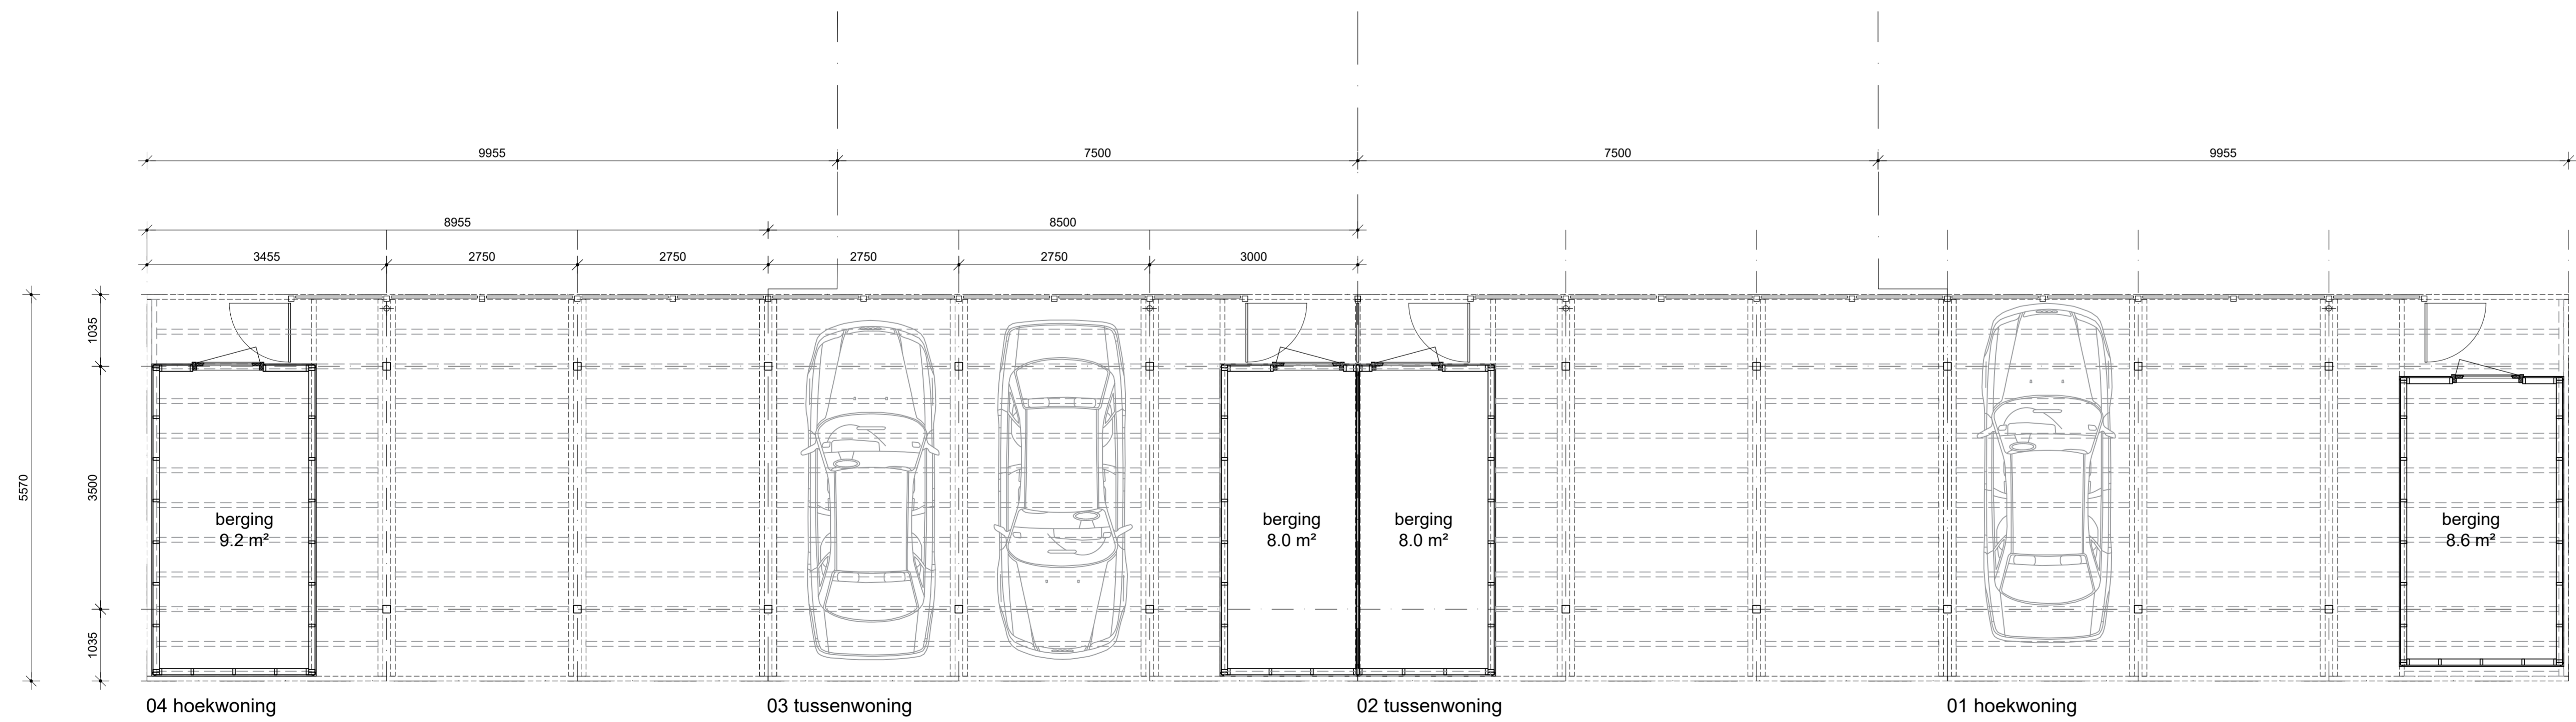 9955
7500
7500
9955
8955
8500
3455
2750
2750
2750
2750
3000
1035
3500
5570
1035
berging
9.2 m²
berging
8.0 m²
berging
8.0 m²
berging
8.6 m²
04 hoekwoning
03 tussenwoning
02 tussenwoning
01 hoekwoning